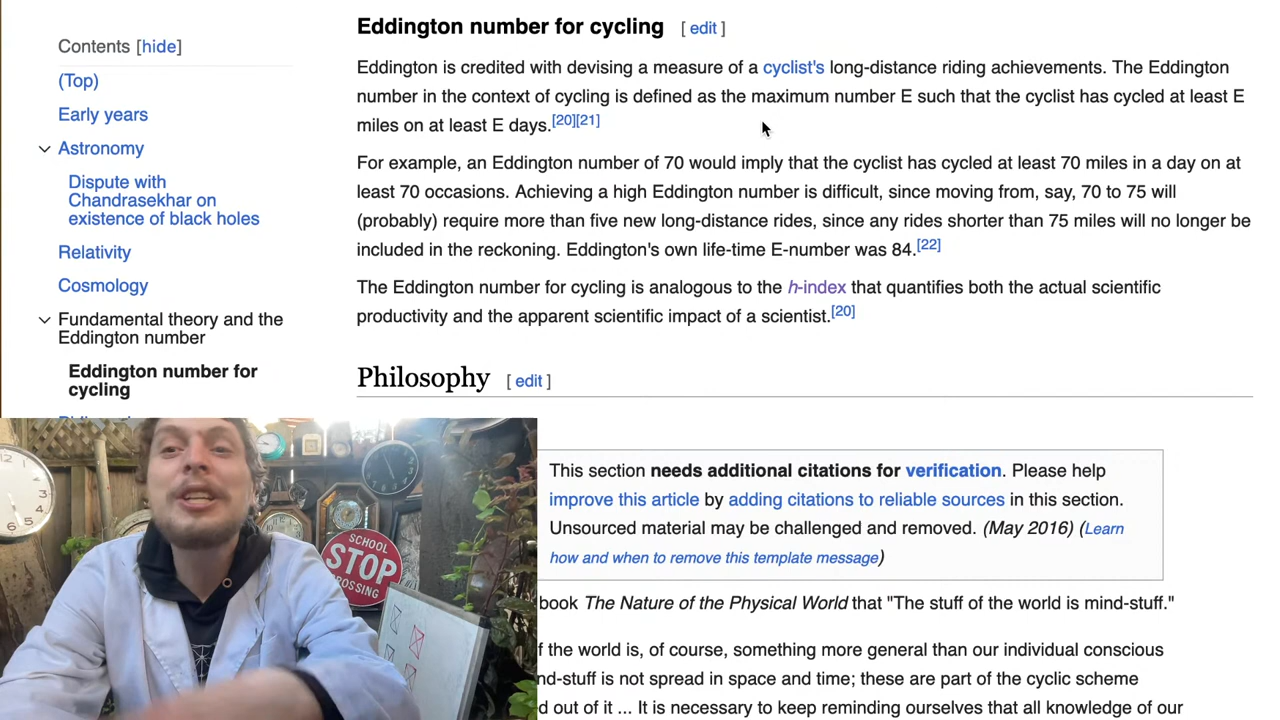 Contents [hide]
(Top)
Early years
Astronomy
Dispute with
Chandrasekhar on
existence of black holes
Relativity
Cosmology
Fundamental theory and the
Eddington number
Eddington number for
cycling
Eddington number for cycling [ edit ]
Eddington is credited with devising a measure of a cyclist's long-distance riding achievements. The Eddington
number in the context of cycling is defined as the maximum number E such that the cyclist has cycled at least E
miles on at least E days.[20][21]
For example, an Eddington number of 70 would imply that the cyclist has cycled at least 70 miles in a day on at
least 70 occasions. Achieving a high Eddington number is difficult, since moving from, say, 70 to 75 will
(probably) require more than five new long-distance rides, since any rides shorter than 75 miles will no longer be
included in the reckoning. Eddington's own life-time E-number was 84.[22]
The Eddington number for cycling is analogous to the h-index that quantifies both the actual scientific
productivity and the apparent scientific impact of a scientist.[20]
Philosophy [ edit ]
This section needs additional citations for verification. Please help
improve this article by adding citations to reliable sources in this section.
Unsourced material may be challenged and removed. (May 2016) (Learn
how and when to remove this template message)
book The Nature of the Physical World that "The stuff of the world is mind-stuff."
f the world is, of course, something more general than our individual conscious
nd-stuff is not spread in space and time; these are part of the cyclic scheme
d out of it ... It is necessary to keep reminding ourselves that all knowledge of our
SCHOOL
STOP
ROSSING